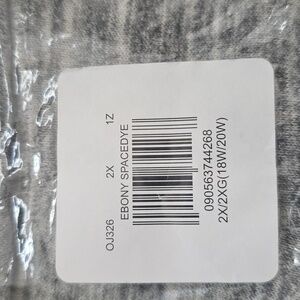 OJ326 2X 1Z
EBONY SPACEDYE
090563744268
2X/2XG(18W/20W)